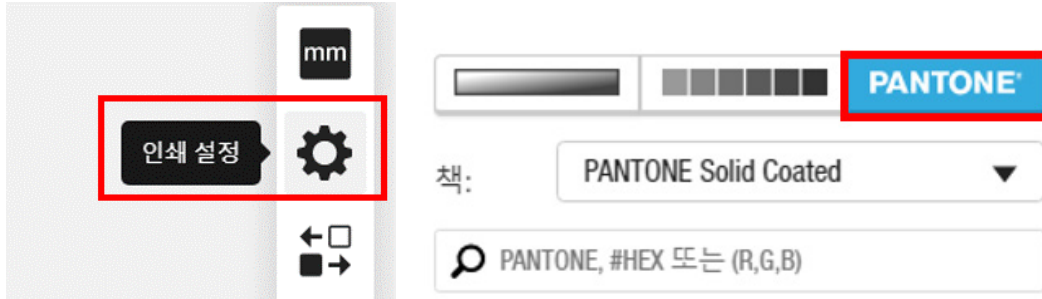 mm
인쇄 설정
PANTONE®
책:
PANTONE Solid Coated
PANTONE, #HEX 또는 (R,G,B)